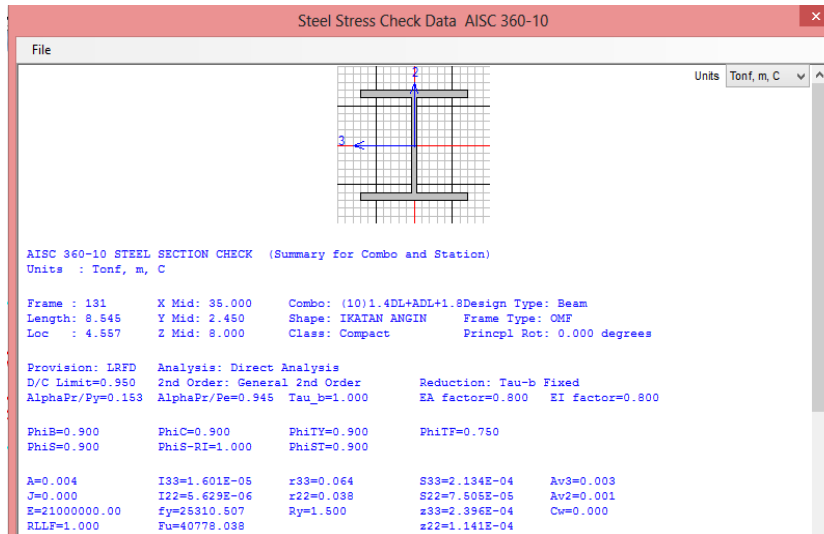 Steel Stress Check Data AISC 360-10
x
File
Units Tonf, m, C
2
3
AISC 360-10 STEEL SECTION CHECK (Summary for Combo and Station)
Units : Tonf, m, C
Frame : 131 X Mid: 35.000 Combo: (10)1.4DL+ADL+1.8Design Type: Beam
Length: 8.545 Y Mid: 2.450 Shape: IKATAN ANGIN Frame Type: OMF
Loc : 4.557 Z Mid: 8.000 Class: Compact Princpl Rot: 0.000 degrees
Provision: LRFD Analysis: Direct Analysis
D/C Limit=0.950 2nd Order: General 2nd Order Reduction: Tau-b Fixed
AlphaPr/Py=0.153 AlphaPr/Pe=0.945 Tau_b=1.000 EA factor=0.800 EI factor=0.800
PhiB=0.900 PhiC=0.900 PhiTY=0.900 PhiTF=0.750
PhiS=0.900 PhiS-RI=1.000 PhiST=0.900
A=0.004 I33=1.601E-05 r33=0.064 S33=2.134E-04 Av3=0.003
J=0.000 I22=5.629E-06 r22=0.038 S22=7.505E-05 Av2=0.001
E=21000000.00 fy=25310.507 Ry=1.500 z33=2.396E-04 Cw=0.000
RLLF=1.000 Fu=40778.038 z22=1.141E-04